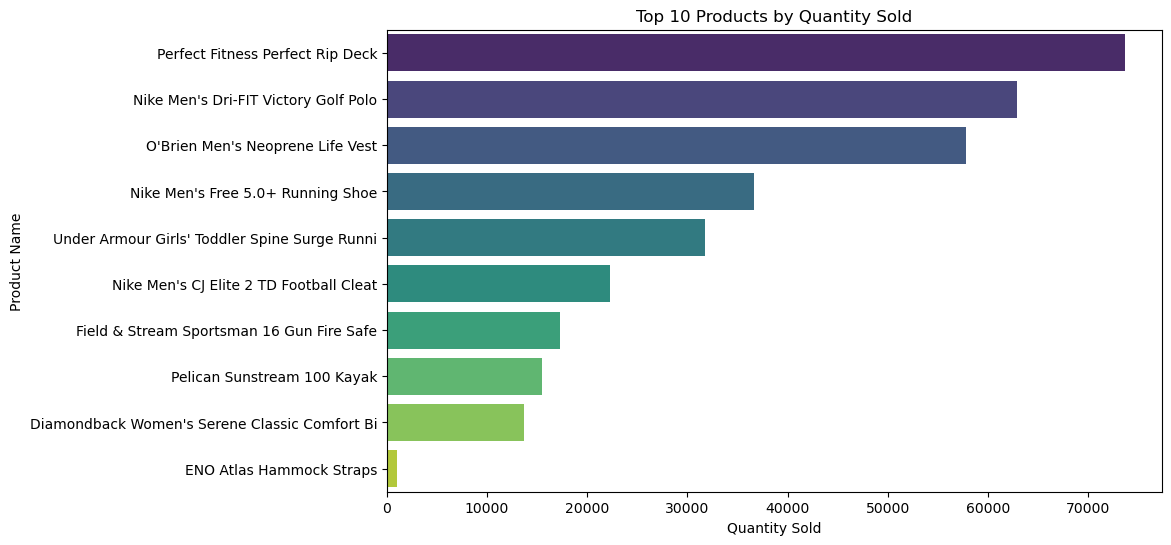 Top 10 Products by Quantity Sold
Product Name
Perfect Fitness Perfect Rip Deck
Nike Men's Dri-FIT Victory Golf Polo
O'Brien Men's Neoprene Life Vest
Nike Men's Free 5.0+ Running Shoe
Under Armour Girls' Toddler Spine Surge Runni
Nike Men's CJ Elite 2 TD Football Cleat
Field & Stream Sportsman 16 Gun Fire Safe
Pelican Sunstream 100 Kayak
Diamondback Women's Serene Classic Comfort Bi
ENO Atlas Hammock Straps
0 10000 20000 30000 40000 50000 60000 70000
Quantity Sold